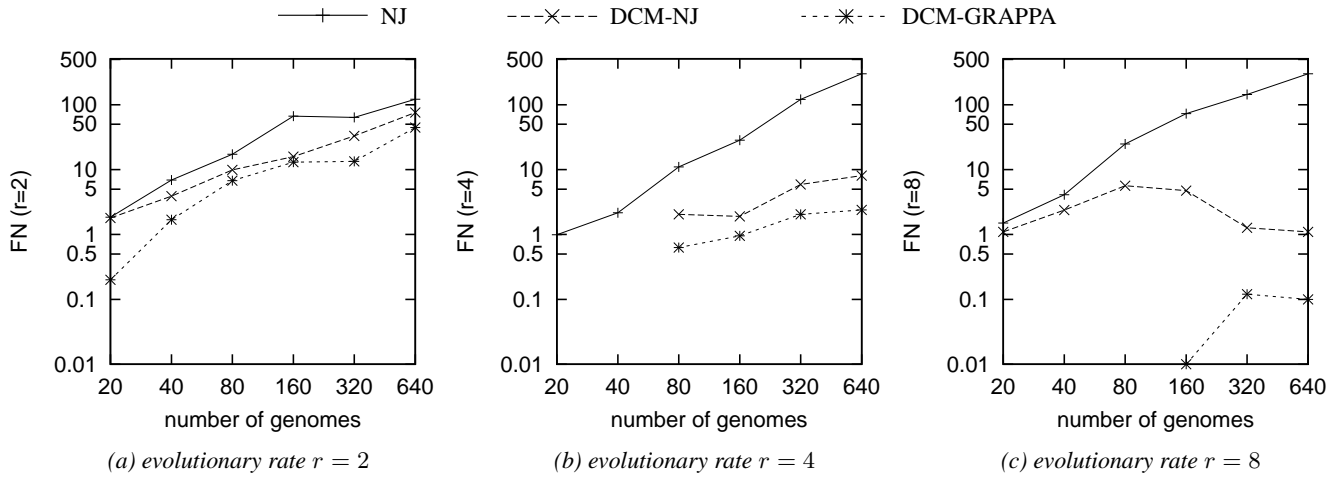 NJ DCM-NJ DCM-GRAPPA
500
100
50
10
5
1
0.5
0.1
0.01
FN (r=2)
20 40 80 160 320 640
number of genomes
(a) evolutionary rate r = 2
500
100
50
10
5
1
0.5
0.1
0.01
FN (r=4)
20 40 80 160 320 640
number of genomes
(b) evolutionary rate r = 4
500
100
50
10
5
1
0.5
0.1
0.01
FN (r=8)
20 40 80 160 320 640
number of genomes
(c) evolutionary rate r = 8